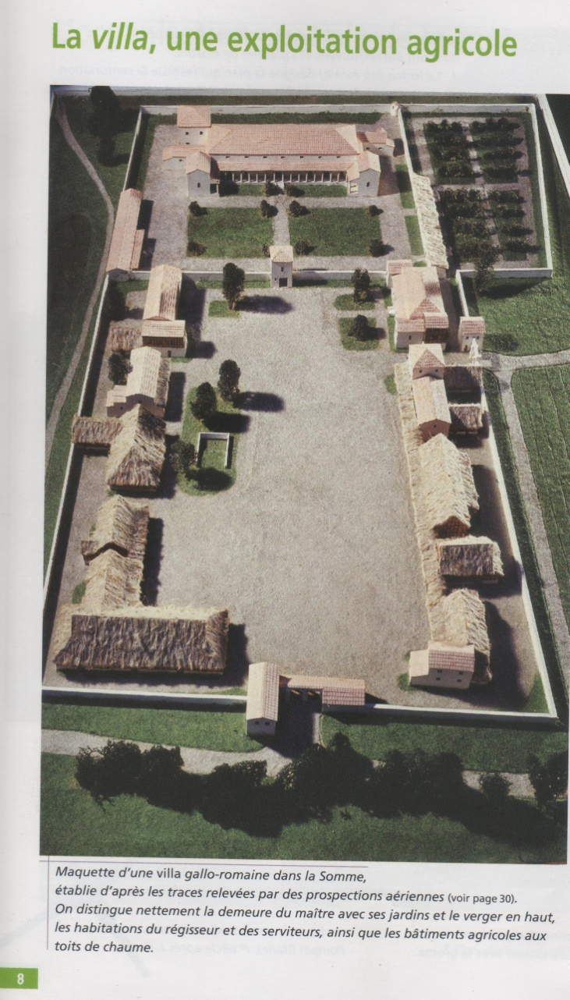 La villa, une exploitation agricole
Maquette d'une villa gallo-romaine dans la Somme,
établie d'après les traces relevées par des prospections aériennes (voir page 30).
On distingue nettement la demeure du maître avec ses jardins et le verger en haut,
les habitations du régisseur et des serviteurs, ainsi que les bâtiments agricoles aux
toits de chaume.
8